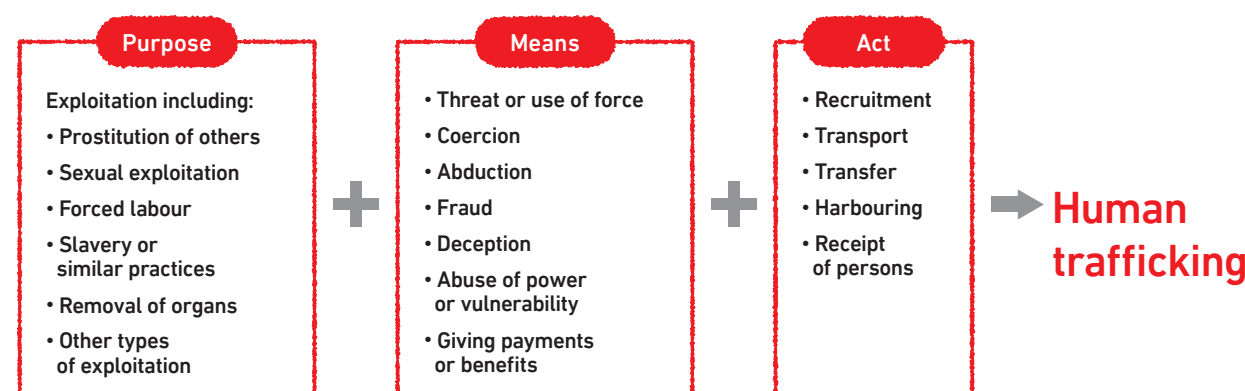 Purpose
Exploitation including:
• Prostitution of others
• Sexual exploitation
• Forced labour
• Slavery or
similar practices
• Removal of organs
• Other types
of exploitation
Means
• Threat or use of force
• Coercion
• Abduction
• Fraud
• Deception
• Abuse of power
or vulnerability
• Giving payments
or benefits
Act
• Recruitment
• Transport
• Transfer
• Harbouring
• Receipt
of persons
Human
trafficking